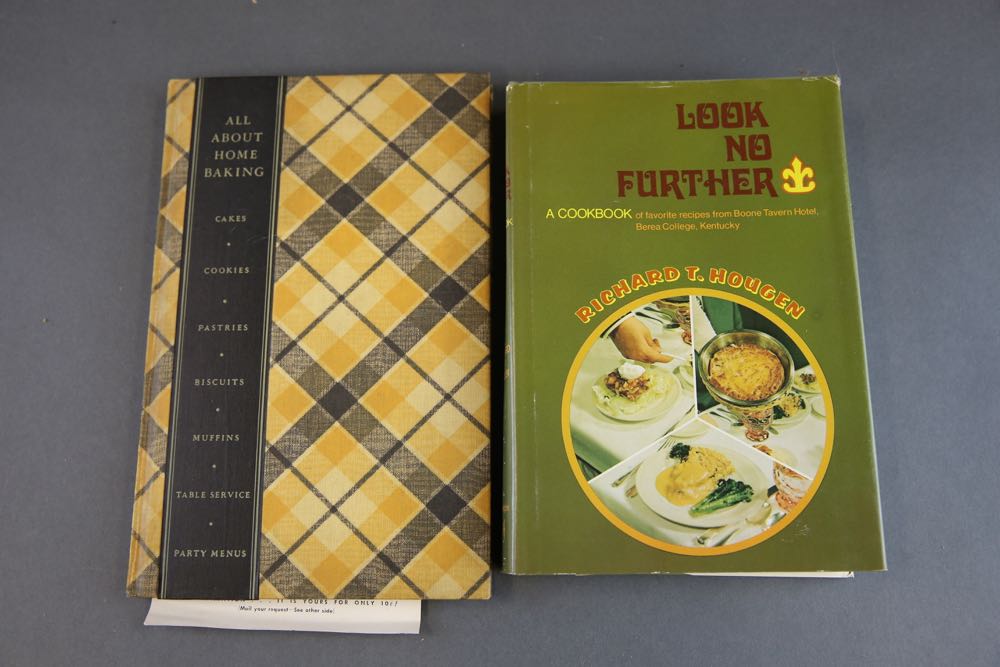 ALL
ABOUT
HOME
BAKING
CAKES
COOKIES
PASTRIES
BISCUITS
MUFFINS
TABLE SERVICE
PARTY MENUS
IT IS YOURS FOR ONLY 10¢!
(Mail your request—See other side)
LOOK
NO
FURTHER
A COOKBOOK of favorite recipes from Boone Tavern Hotel,
Berea College, Kentucky
RICHARD T. HOUGEN